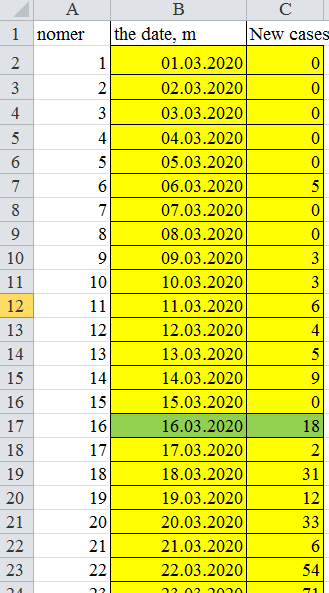 A B C
1 nomer the date, m New cases
2 1 01.03.2020 0
3 2 02.03.2020 0
4 3 03.03.2020 0
5 4 04.03.2020 0
6 5 05.03.2020 0
7 6 06.03.2020 5
8 7 07.03.2020 0
9 8 08.03.2020 0
10 9 09.03.2020 3
11 10 10.03.2020 3
12 11 11.03.2020 6
13 12 12.03.2020 4
14 13 13.03.2020 5
15 14 14.03.2020 9
16 15 15.03.2020 0
17 16 16.03.2020 18
18 17 17.03.2020 2
19 18 18.03.2020 31
20 19 19.03.2020 12
21 20 20.03.2020 33
22 21 21.03.2020 6
23 22 22.03.2020 54
24 23 23.03.2020 71